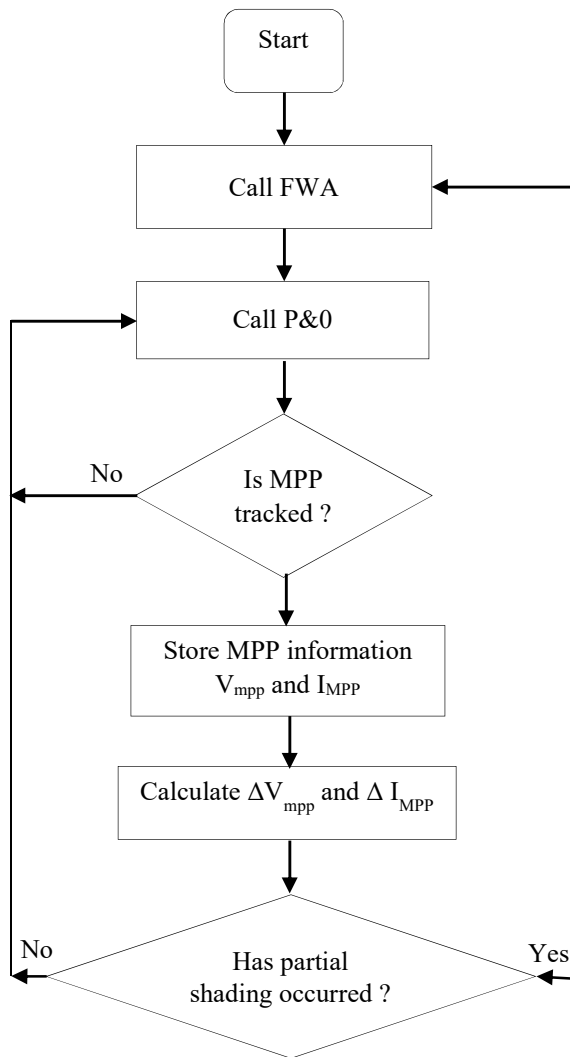 Start
Call FWA
Call P&0
No
Is MPP
tracked ?
Store MPP information
Vmpp and IMPP
Calculate ΔVmpp and Δ IMPP
No
Yes
Has partial
shading occurred ?